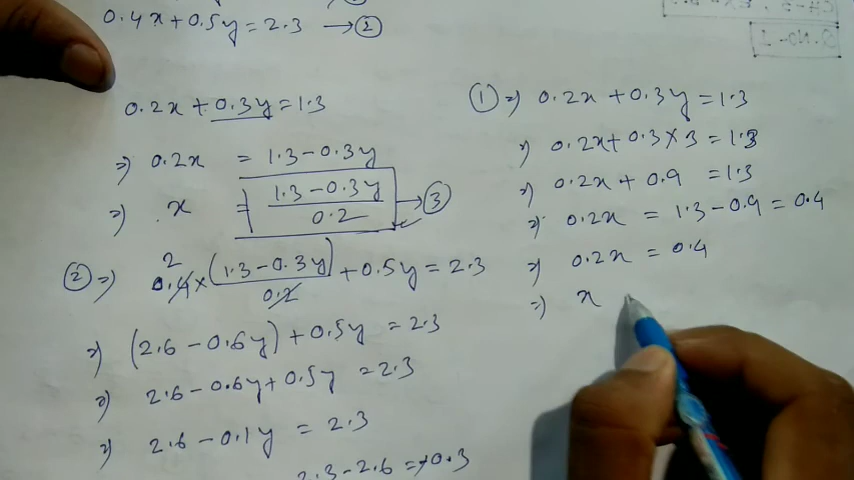 0.4x + 0.5y = 2.3 → ②
0.2x + 0.3y = 1.3
⇒) 0.2x = 1.3 - 0.3y
⇒) x = (1.3 - 0.3y)/0.2 → ③
② ⇒) 2
0.4 × (1.3 - 0.3y)/0.2 + 0.5y = 2.3
⇒) (2.6 - 0.6y) + 0.5y = 2.3
⇒) 2.6 - 0.6y + 0.5y = 2.3
⇒) 2.6 - 0.1y = 2.3
2.3 - 2.6 = -0.3
① ⇒) 0.2x + 0.3y = 1.3
⇒) 0.2x + 0.3 × 3 = 1.3
⇒) 0.2x + 0.9 = 1.3
⇒) 0.2x = 1.3 - 0.9 = 0.4
⇒) 0.2x = 0.4
⇒) x